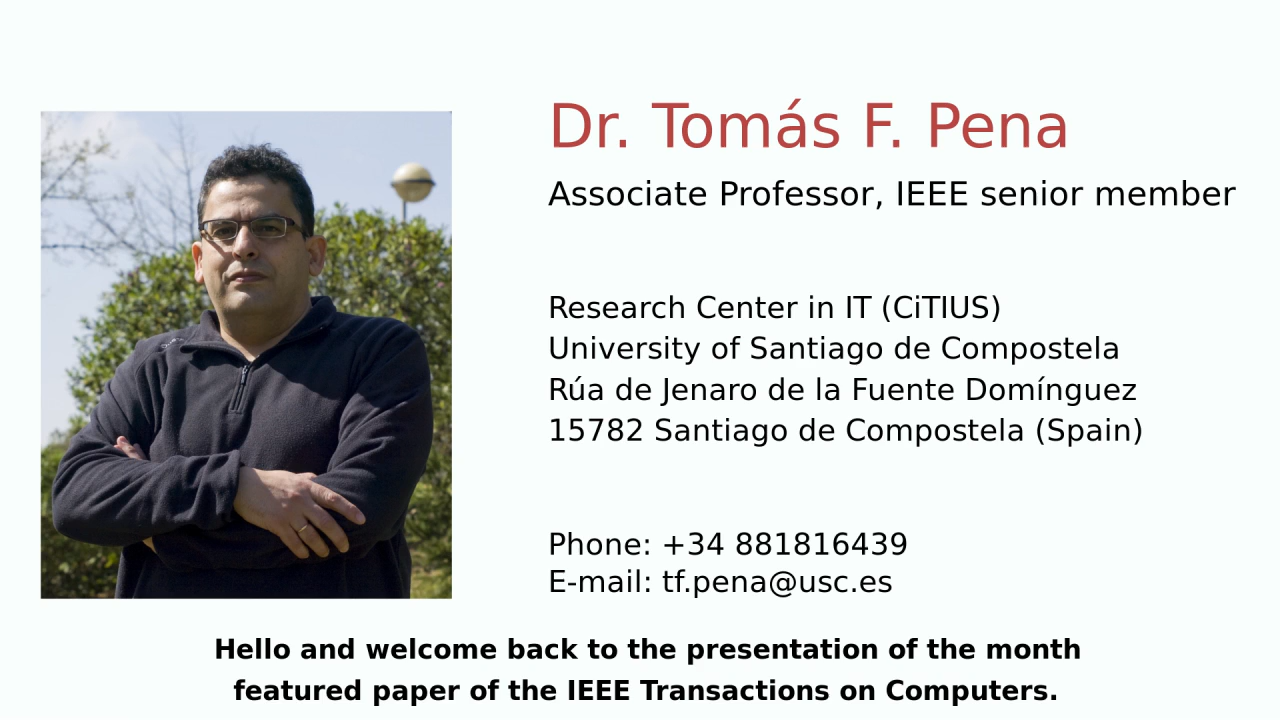 Dr. Tomás F. Pena
Associate Professor, IEEE senior member
Research Center in IT (CiTIUS)
University of Santiago de Compostela
Rúa de Jenaro de la Fuente Domínguez
15782 Santiago de Compostela (Spain)
Phone: +34 881816439
E-mail: tf.pena@usc.es
Hello and welcome back to the presentation of the month
featured paper of the IEEE Transactions on Computers.